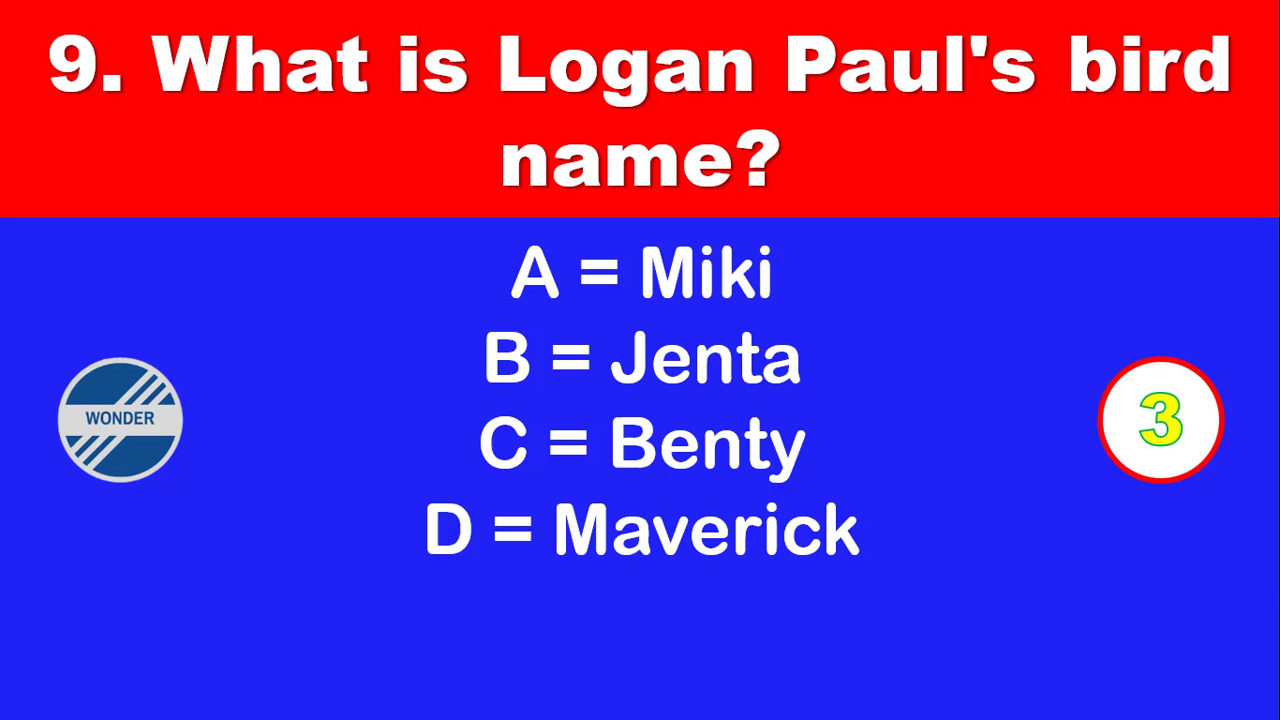 9. What is Logan Paul's bird
name?
A = Miki
B = Jenta
C = Benty
D = Maverick
WONDER
3